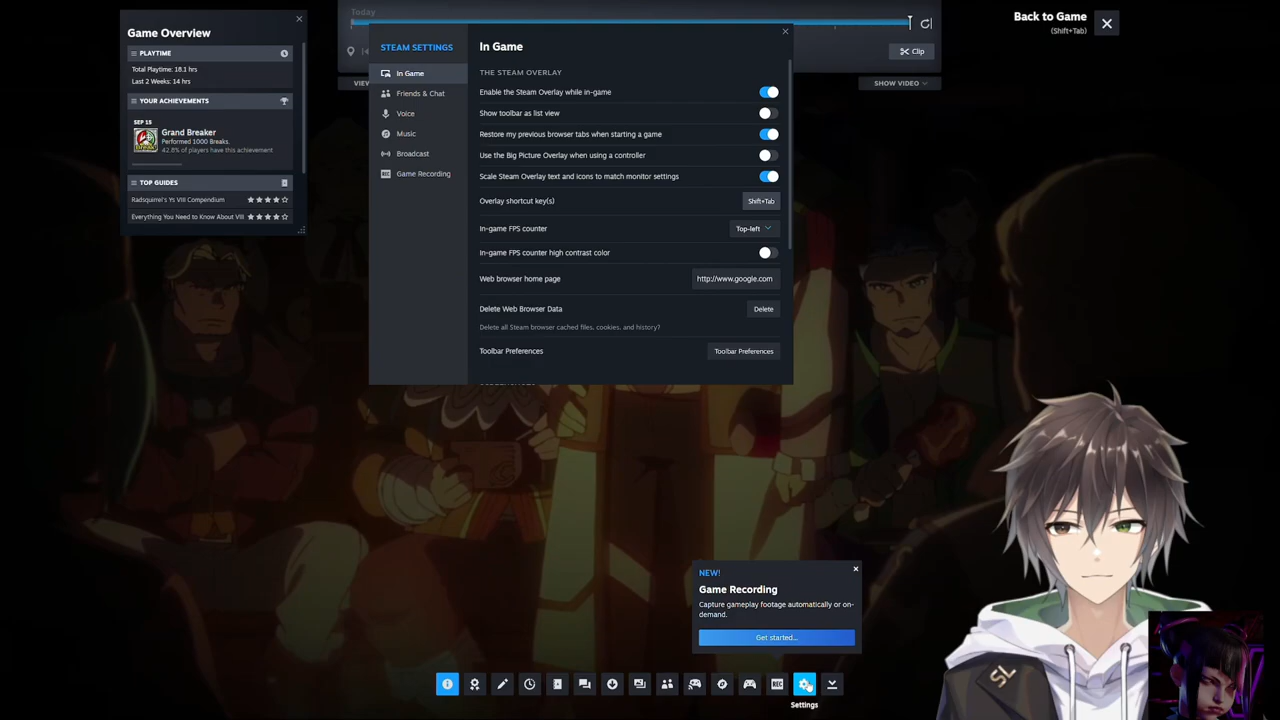 Game Overview
PLAYTIME
Total Playtime: 18.1 hrs
Last 2 Weeks: 14 hrs
YOUR ACHIEVEMENTS
SEP 15
Grand Breaker
Performed 1000 Breaks.
42.8% of players have this achievement
TOP GUIDES
Radsquirrel's Ys VIII Compendium
Everything You Need to Know About VIII
Today
Clip
SHOW VIDEO
Back to Game
(Shift+Tab)
STEAM SETTINGS
In Game
Friends & Chat
Voice
Music
Broadcast
REC Game Recording
In Game
THE STEAM OVERLAY
Enable the Steam Overlay while in-game
Show toolbar as list view
Restore my previous browser tabs when starting a game
Use the Big Picture Overlay when using a controller
Scale Steam Overlay text and icons to match monitor settings
Overlay shortcut key(s) Shift+Tab
In-game FPS counter Top-left
In-game FPS counter high contrast color
Web browser home page http://www.google.com
Delete Web Browser Data Delete
Delete all Steam browser cached files, cookies, and history?
Toolbar Preferences Toolbar Preferences
NEW!
Game Recording
Capture gameplay footage automatically or on-
demand.
Get started...
REC
Settings
SL